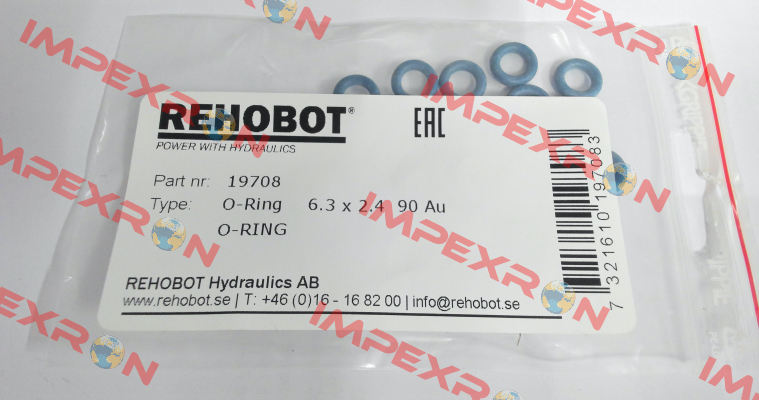 REHOBOT®
POWER WITH HYDRAULICS
EAC
Part nr: 19708
Type: O-Ring 6.3 x 2.4 90 Au
O-RING
REHOBOT Hydraulics AB
www.rehobot.se | T: +46 (0)16 - 16 82 00 | info@rehobot.se
7 321610 197083
IMPEXRON
IMPEXRON
IMPEXRON
IMPEXRON
IMPEXRON
IMPEXRON
IMPEXRON